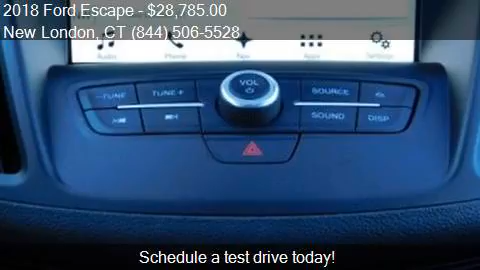 2018 Ford Escape - $28,785.00
New London, CT (844) 506-5528
Audio Phone Nav Apps Settings
VOL
−TUNE TUNE + SOURCE
SOUND DISP
Schedule a test drive today!